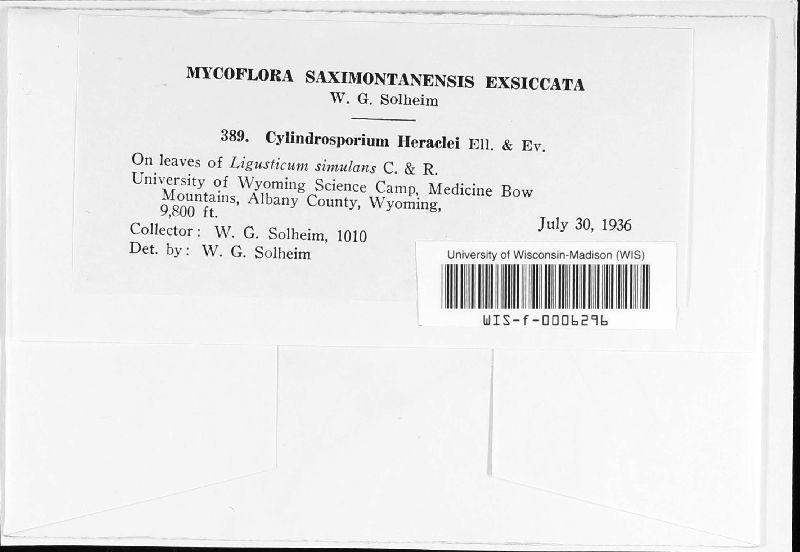 MYCOFLORA SAXIMONTANENSIS EXSICCATA
W. G. Solheim
389. Cylindrosporium Heraclei Ell. & Ev.
On leaves of Ligusticum simulans C. & R.
University of Wyoming Science Camp, Medicine Bow
Mountains, Albany County, Wyoming,
9,800 ft.
July 30, 1936
Collector: W. G. Solheim, 1010
Det. by: W. G. Solheim
University of Wisconsin-Madison (WIS)
WIS-f-0006296